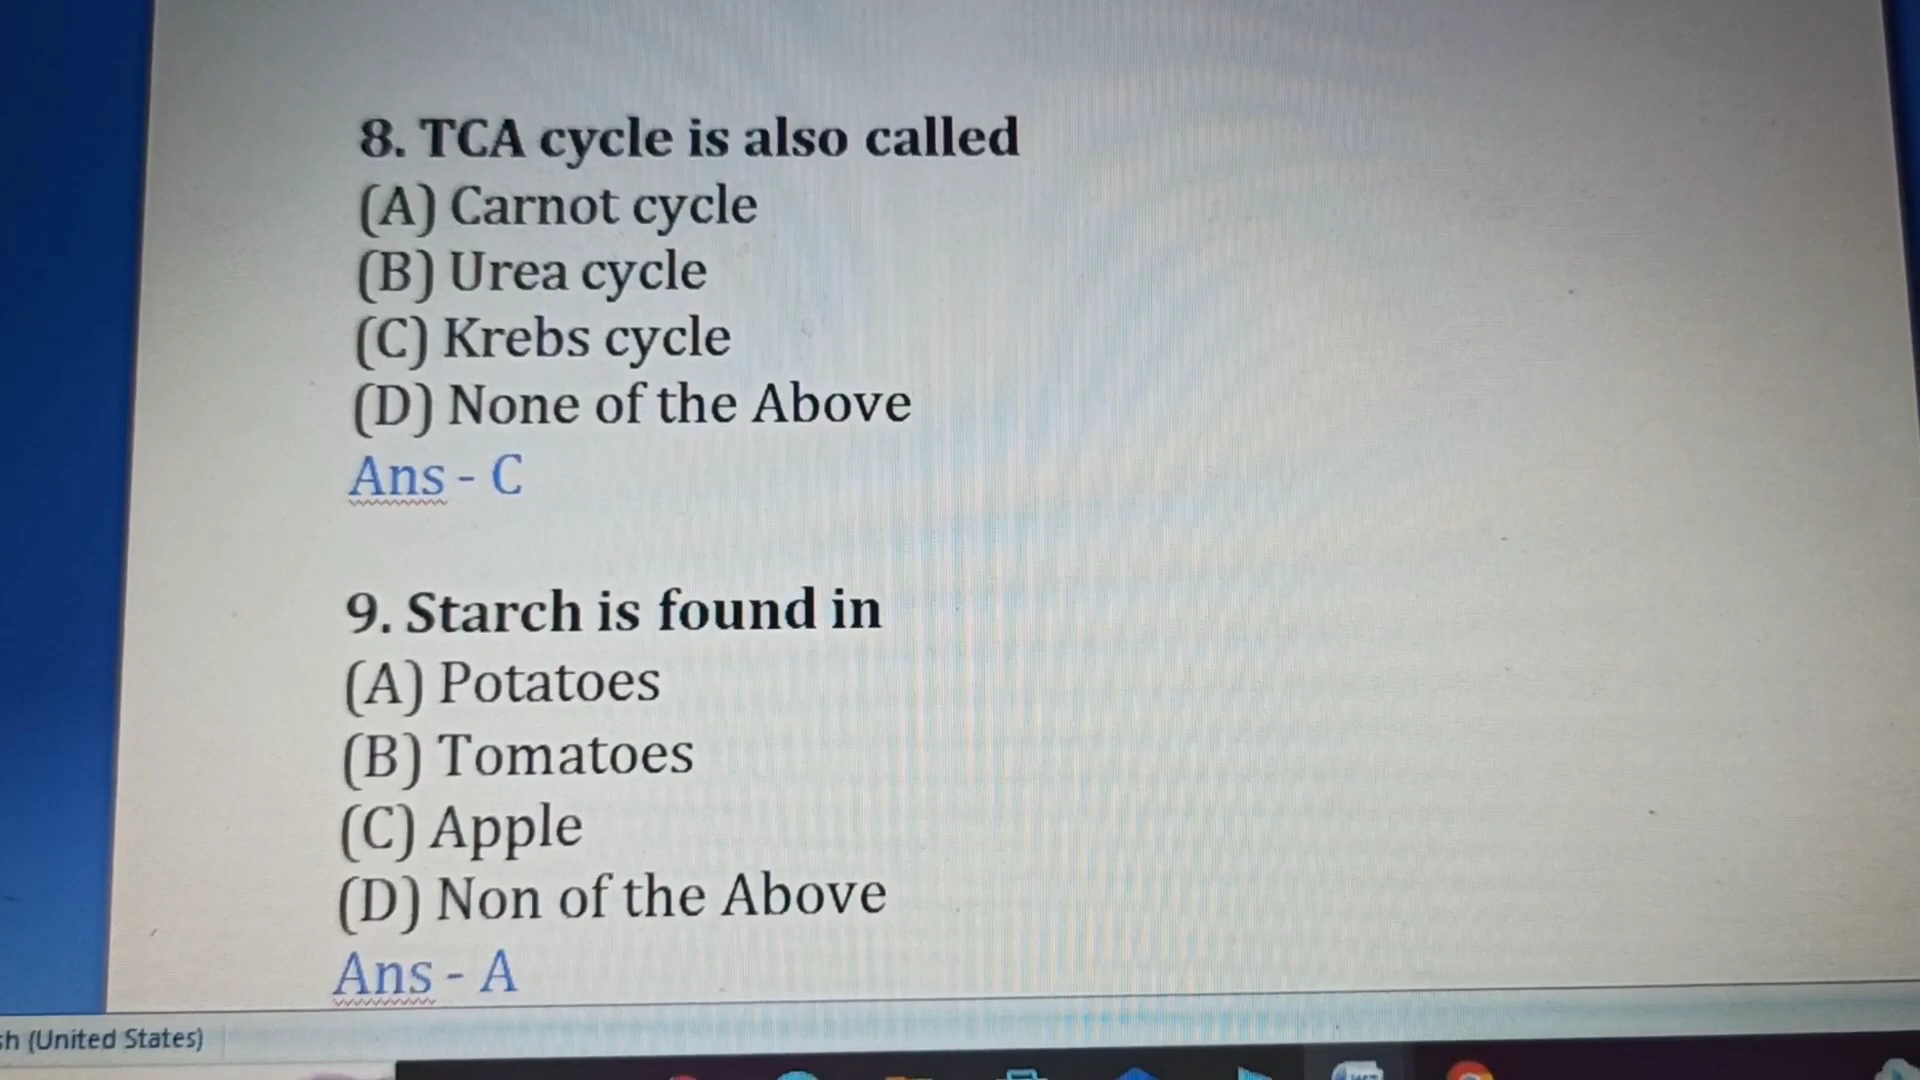 8. TCA cycle is also called
(A) Carnot cycle
(B) Urea cycle
(C) Krebs cycle
(D) None of the Above
Ans - C
9. Starch is found in
(A) Potatoes
(B) Tomatoes
(C) Apple
(D) Non of the Above
Ans - A
(United States)